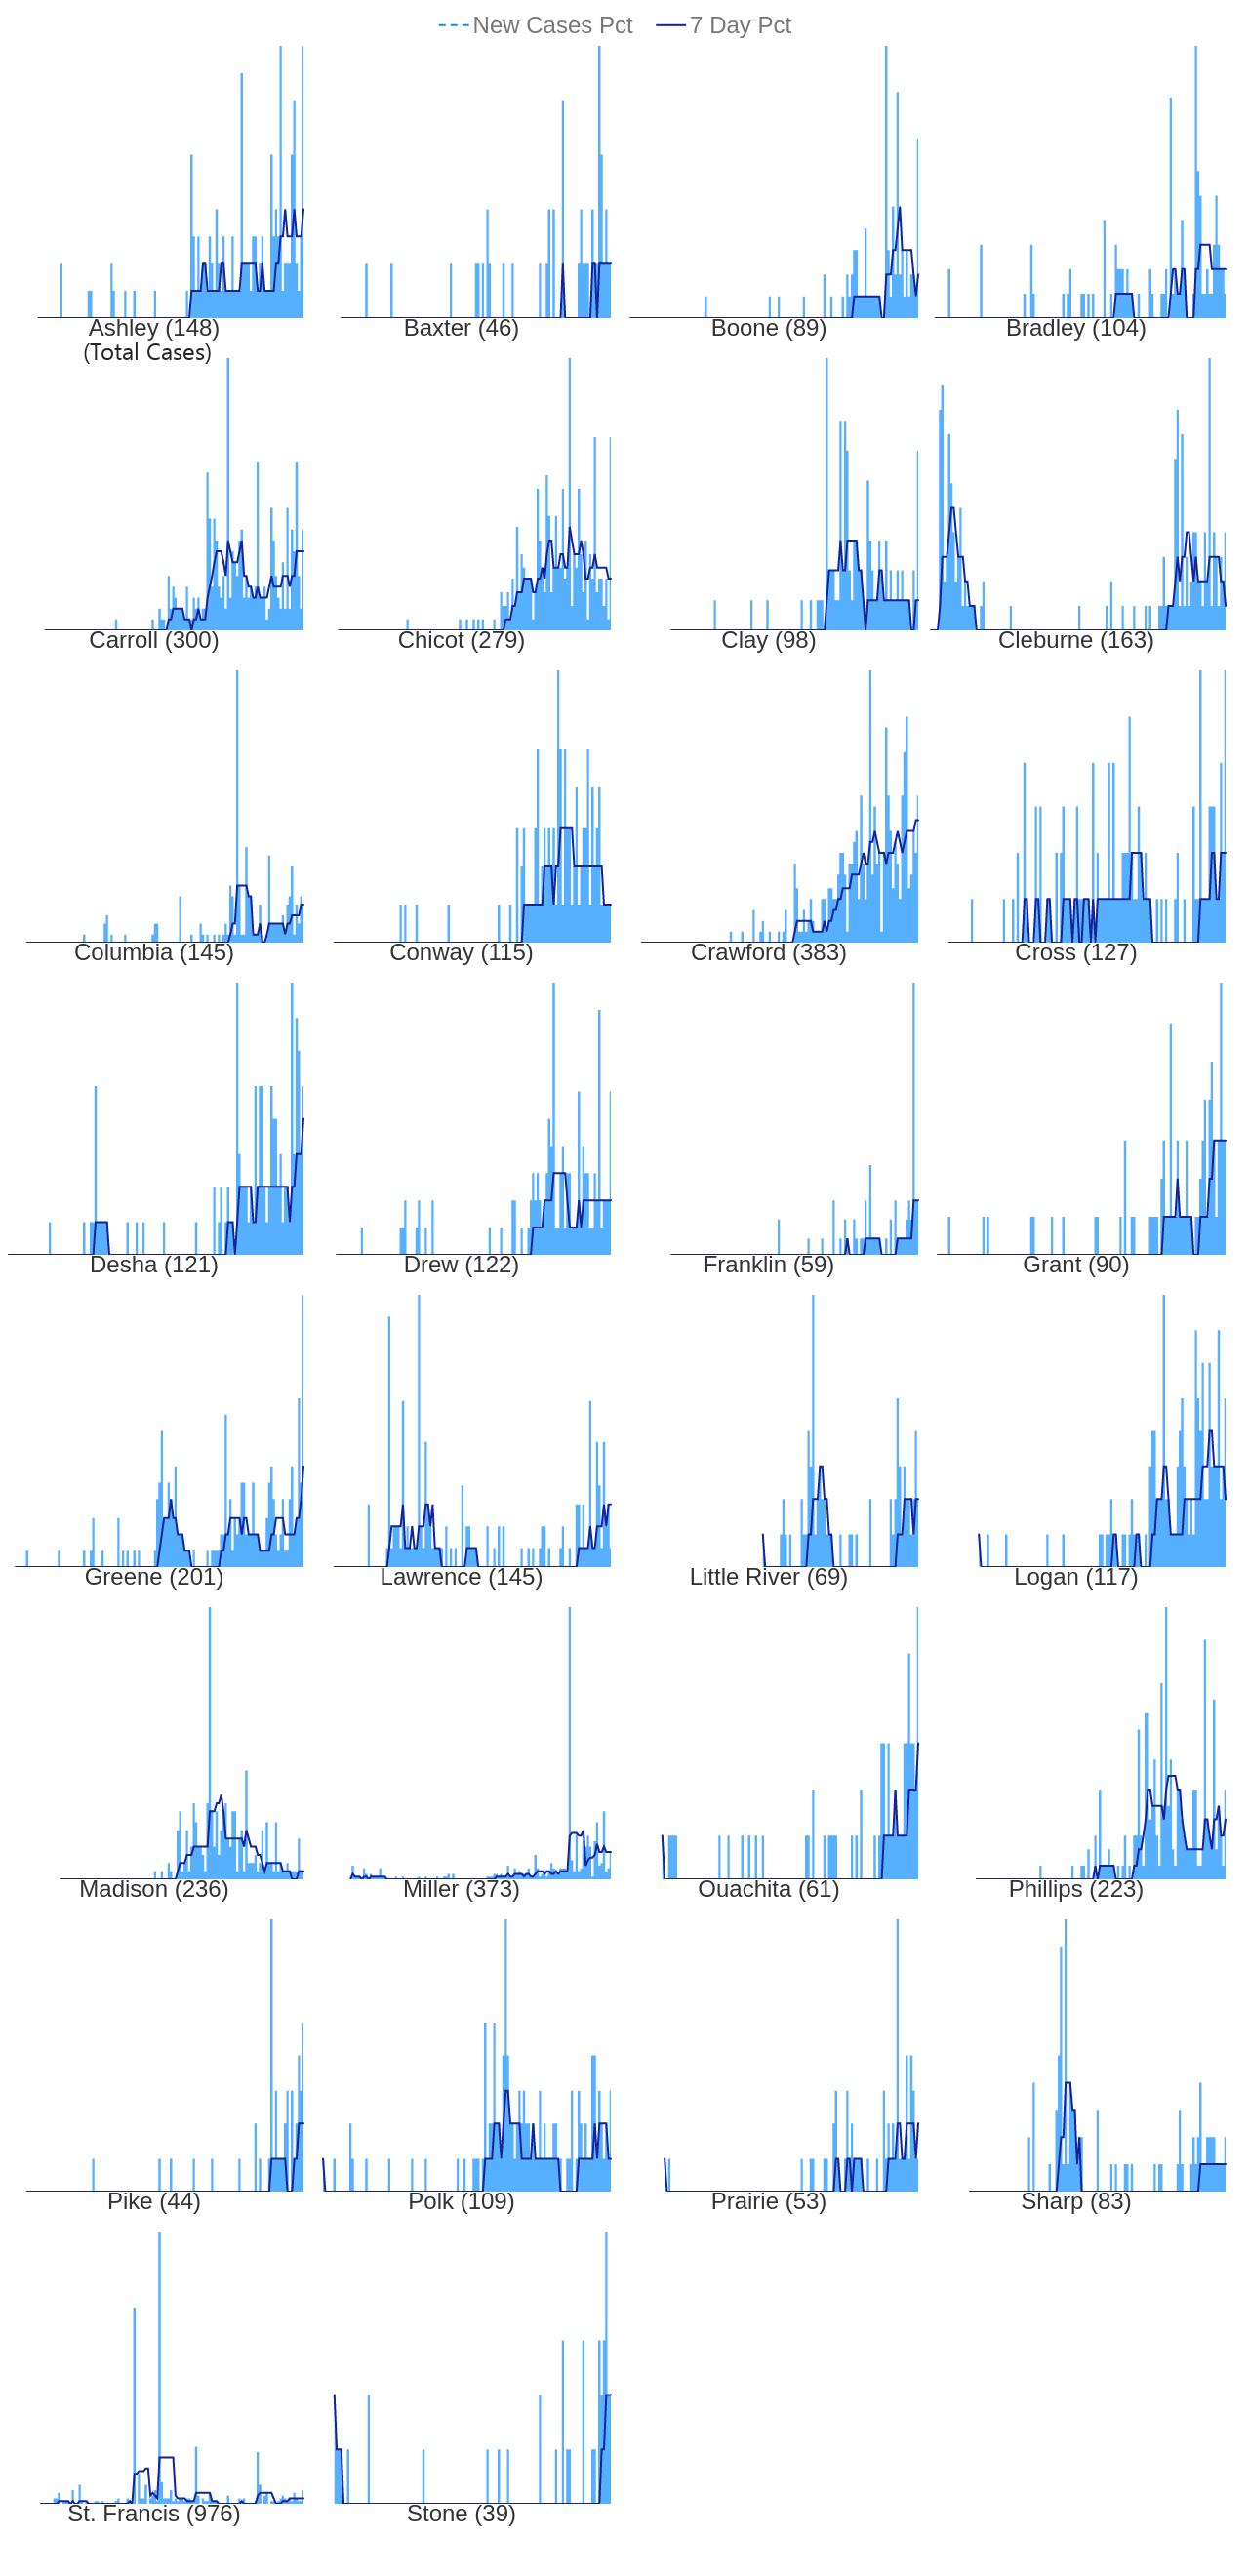 New Cases Pct 7 Day Pct
Ashley (148) Baxter (46) Boone (89) Bradley (104)
(Total Cases)
Carroll (300) Chicot (279) Clay (98) Cleburne (163)
Columbia (145) Conway (115) Crawford (383) Cross (127)
Desha (121) Drew (122) Franklin (59) Grant (90)
Greene (201) Lawrence (145) Little River (69) Logan (117)
Madison (236) Miller (373) Ouachita (61) Phillips (223)
Pike (44) Polk (109) Prairie (53) Sharp (83)
St. Francis (976) Stone (39)